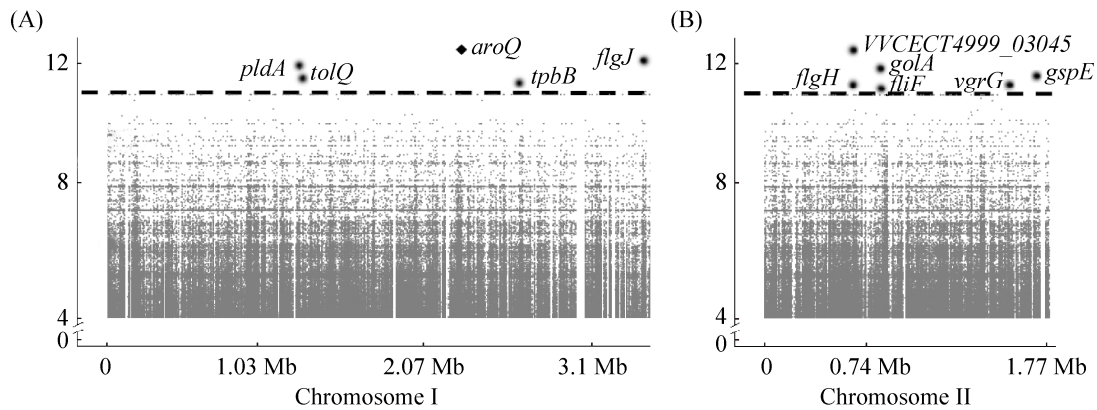 (A)
12
8
4
0
pldA
tolQ
aroQ
tpbB
flgJ
0
1.03 Mb
2.07 Mb
3.1 Mb
Chromosome I
(B)
12
8
4
0
VVCECT4999_03045
golA
flgH
fliF
vgrG
gspE
0
0.74 Mb
1.77 Mb
Chromosome II